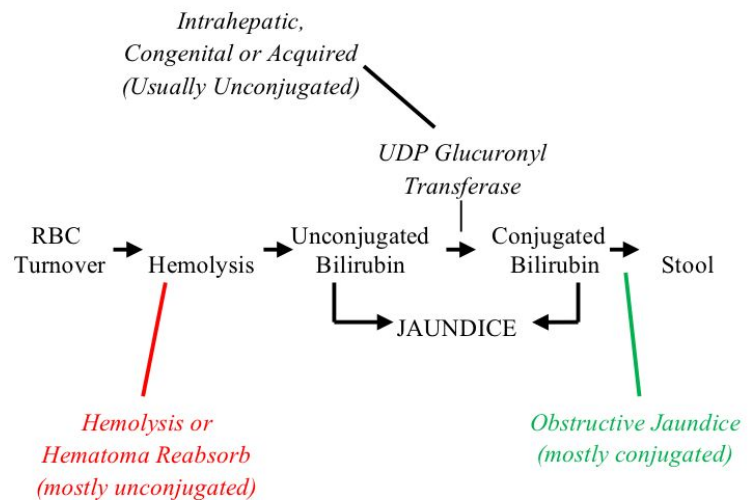 Intrahepatic,
Congenital or Acquired
(Usually Unconjugated)
UDP Glucuronyl
Transferase
RBC
Turnover
Hemolysis
Unconjugated
Bilirubin
Conjugated
Bilirubin
Stool
JAUNDICE
Hemolysis or
Hematoma Reabsorb
(mostly unconjugated)
Obstructive Jaundice
(mostly conjugated)